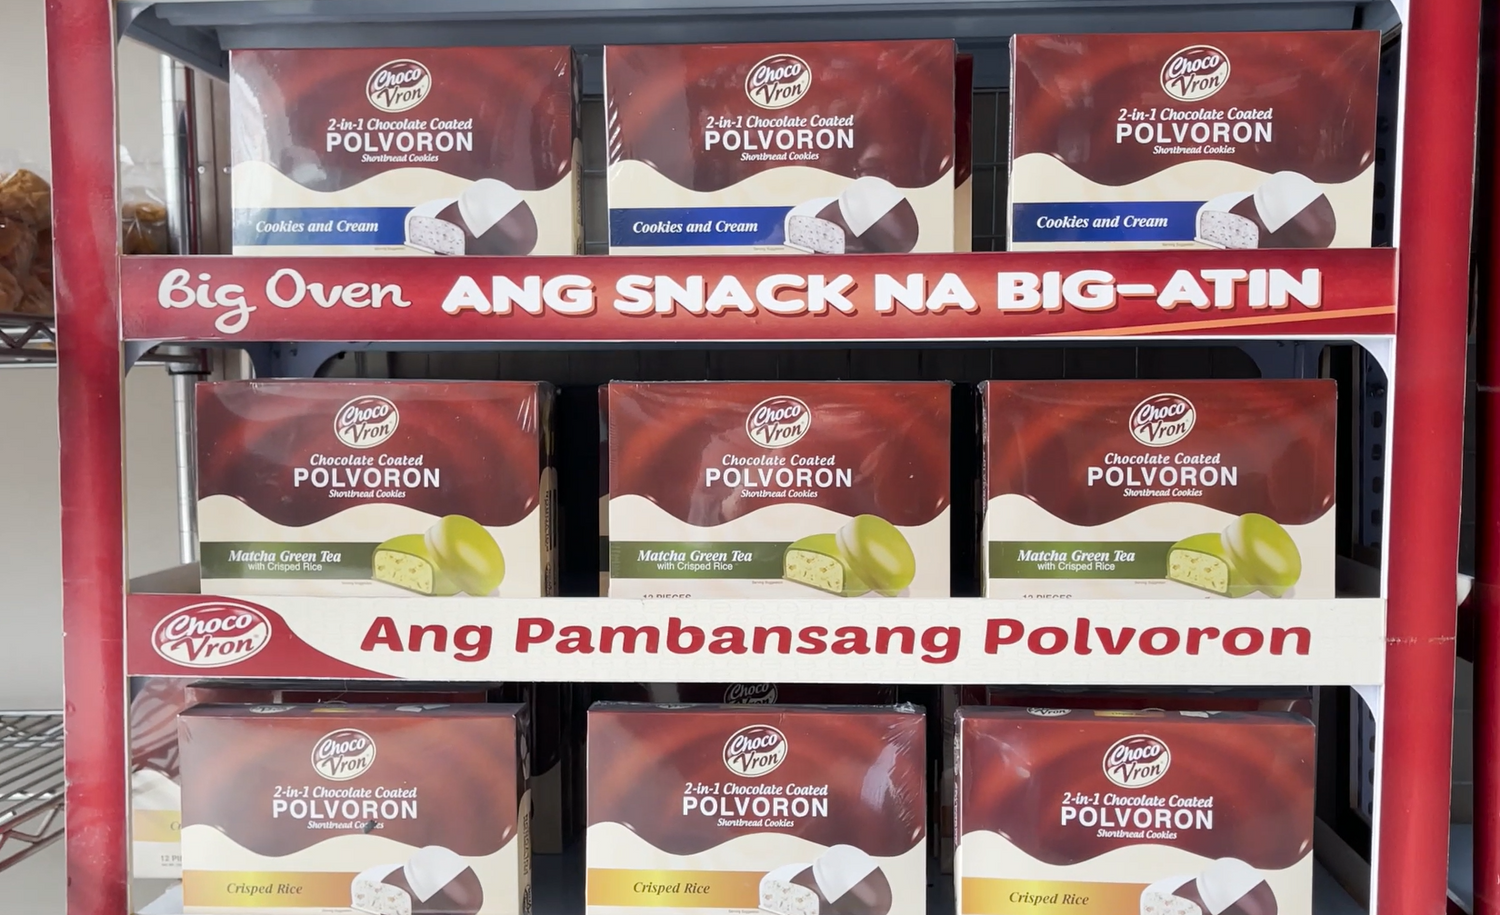 Choco Vron
2-in-1 Chocolate Coated
POLVORON
Shortbread Cookies
Cookies and Cream
Choco Vron
2-in-1 Chocolate Coated
POLVORON
Shortbread Cookies
Cookies and Cream
Choco Vron
2-in-1 Chocolate Coated
POLVORON
Shortbread Cookies
Cookies and Cream
Big Oven ANG SNACK NA BIG-ATIN
Choco Vron
Chocolate Coated
POLVORON
Shortbread Cookies
Matcha Green Tea
with Crisped Rice
Choco Vron
Chocolate Coated
POLVORON
Shortbread Cookies
Matcha Green Tea
with Crisped Rice
12 PIECES
Choco Vron
Chocolate Coated
POLVORON
Shortbread Cookies
Matcha Green Tea
with Crisped Rice
12 PIECES
Choco Vron Ang Pambansang Polvoron
Choco Vron
2-in-1 Chocolate Coated
POLVORON
Shortbread Cookies
Crisped Rice
Choco Vron
2-in-1 Chocolate Coated
POLVORON
Shortbread Cookies
Crisped Rice
Choco Vron
2-in-1 Chocolate Coated
POLVORON
Shortbread Cookies
Crisped Rice